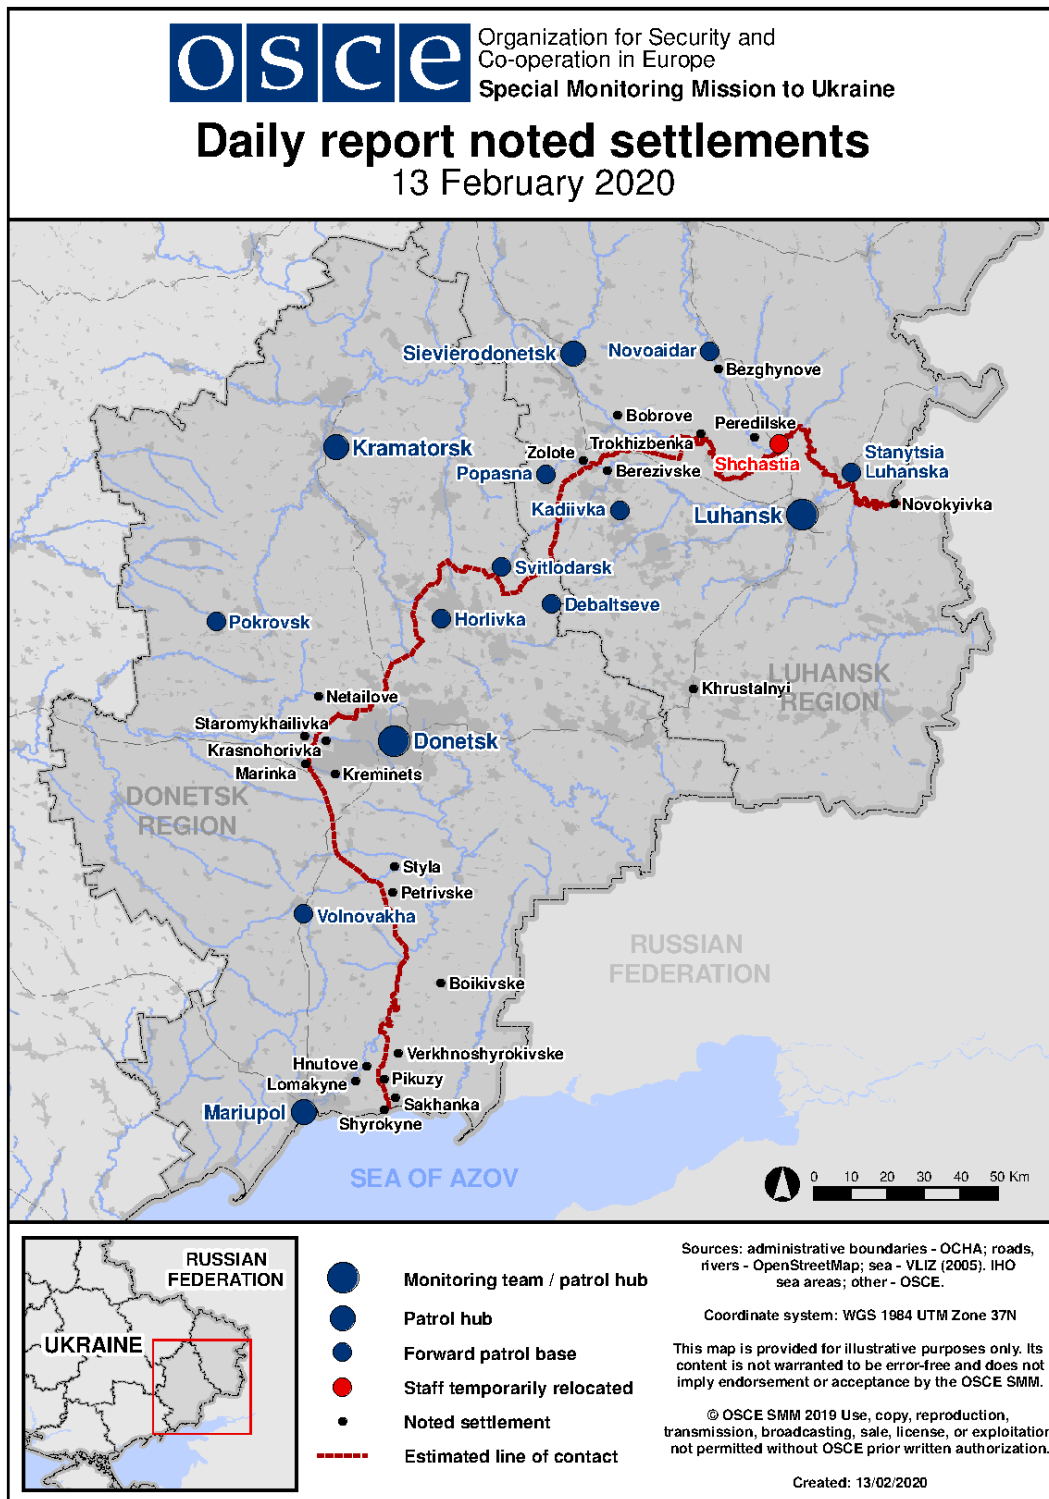 osce
Organization for Security and
Co-operation in Europe
Special Monitoring Mission to Ukraine
Daily report noted settlements
13 February 2020
Sievierodonetsk
Novoaidar
Bezghynove
Bobrove
Peredilske
Trokhizbenka
Kramatorsk
Zolote
Shchastia
Stanytsia
Luhanska
Popasna
Berezivske
Kadiivka
Luhansk
Novokyivka
Svitlodarsk
Debaltseve
Pokrovsk
Horlivka
LUHANSK
REGION
Khrustalnyi
Netailove
Staromykhailivka
Krasnohorivka
Donetsk
Marinka
Kreminets
DONETSK
REGION
Styla
Petrivske
Volnovakha
RUSSIAN
FEDERATION
Boikivske
Verkhnoshyrokivske
Hnutove
Lomakyne
Pikuzy
Sakhanka
Mariupol
Shyrokyne
SEA OF AZOV
0 10 20 30 40 50 Km
RUSSIAN
FEDERATION
UKRAINE
Monitoring team / patrol hub
Patrol hub
Forward patrol base
Staff temporarily relocated
Noted settlement
Estimated line of contact
Sources: administrative boundaries - OCHA; roads,
rivers - OpenStreetMap; sea - VLIZ (2005). IHO
sea areas; other - OSCE.
Coordinate system: WGS 1984 UTM Zone 37N
This map is provided for illustrative purposes only. Its
content is not warranted to be error-free and does not
imply endorsement or acceptance by the OSCE SMM.
© OSCE SMM 2019 Use, copy, reproduction,
transmission, broadcasting, sale, license, or exploitation
not permitted without OSCE prior written authorization.
Created: 13/02/2020